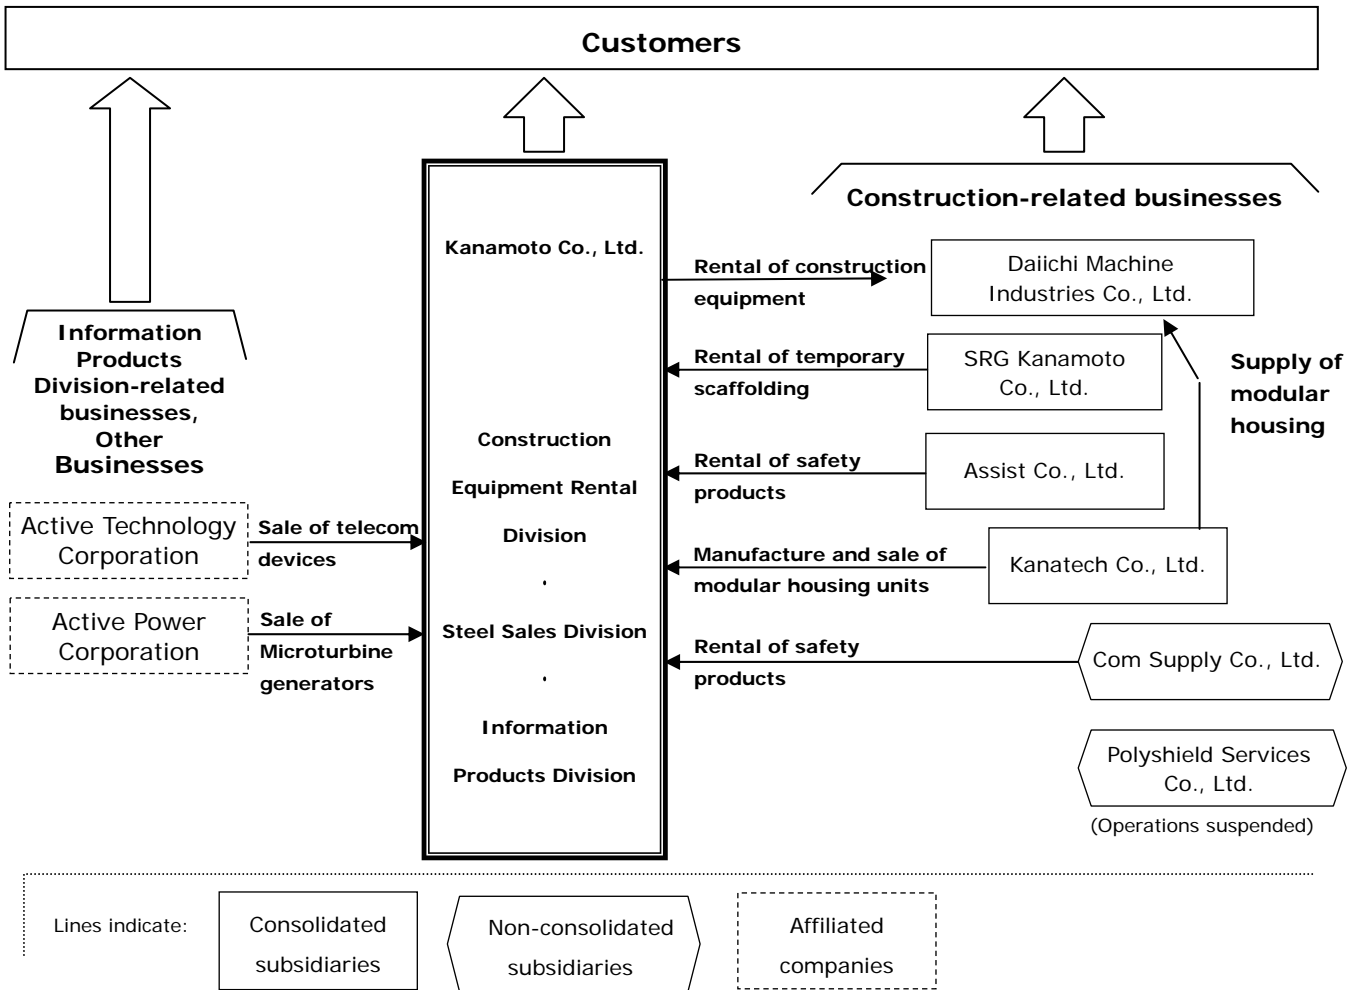 Customers
Information
Products
Division-related
businesses,
Other
Businesses
Active Technology
Corporation
Sale of telecom
devices
Active Power
Corporation
Sale of
Microturbine
generators
Kanamoto Co., Ltd.
Construction
Equipment Rental
Division
·
Steel Sales Division
·
Information
Products Division
Construction-related businesses
Rental of construction
equipment
Daiichi Machine
Industries Co., Ltd.
Rental of temporary
scaffolding
SRG Kanamoto
Co., Ltd.
Supply of
modular
housing
Rental of safety
products
Assist Co., Ltd.
Manufacture and sale of
modular housing units
Kanatech Co., Ltd.
Rental of safety
products
Com Supply Co., Ltd.
Polyshield Services
Co., Ltd.
(Operations suspended)
Lines indicate:
Consolidated
subsidiaries
Non-consolidated
subsidiaries
Affiliated
companies